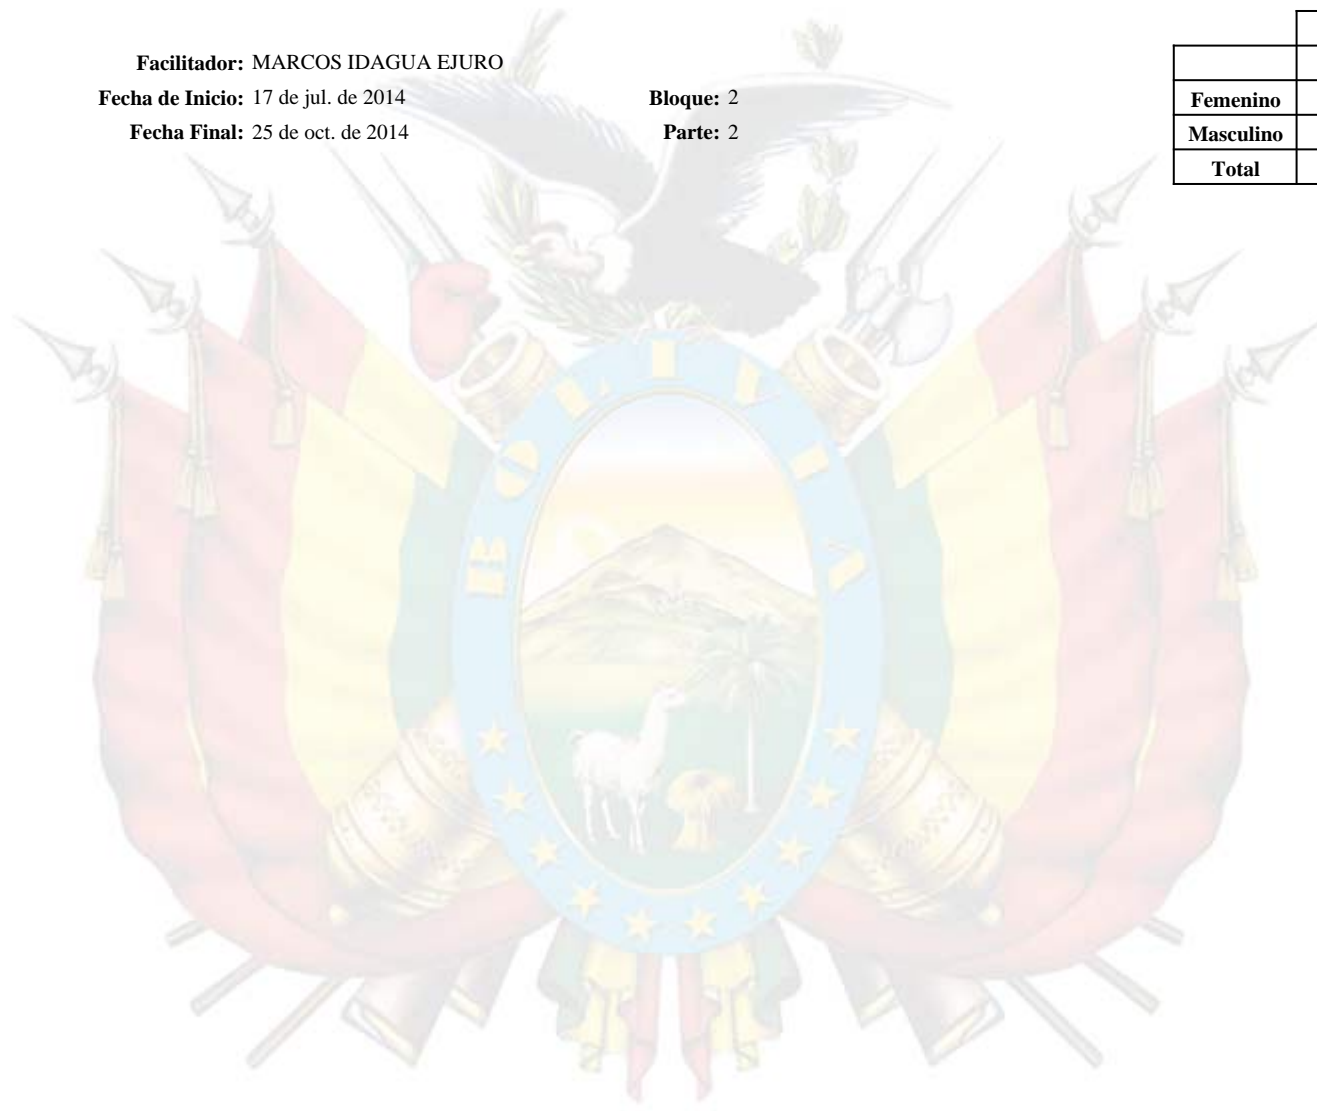 Facilitador: MARCOS IDAGUA EJURO
Fecha de Inicio: 17 de jul. de 2014 Bloque: 2
Fecha Final: 25 de oct. de 2014 Parte: 2
Femenino
Masculino
Total
BOLIVIA